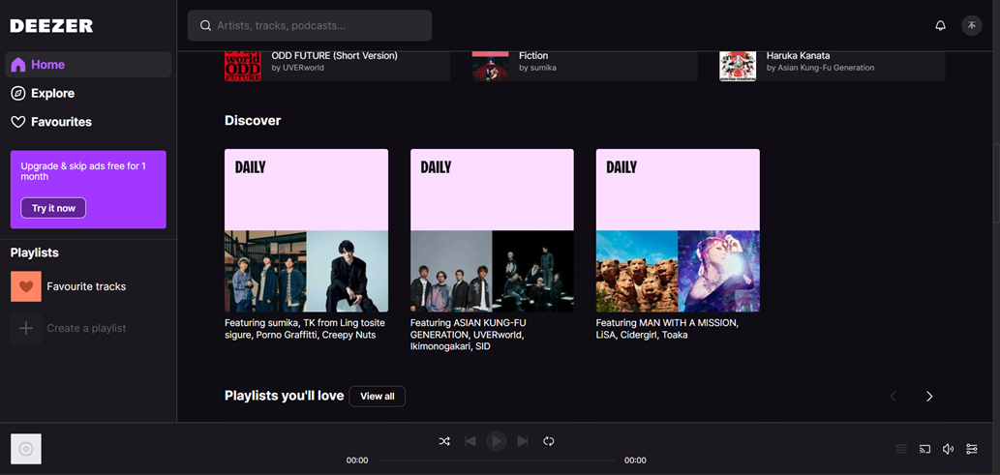 DEEZER
Artists, tracks, podcasts...
不
Home
Explore
Favourites
Upgrade & skip ads free for 1
month
Try it now
Playlists
Favourite tracks
Create a playlist
world
ODD
FUTURE
ODD FUTURE (Short Version)
by UVERworld
Fiction
by sumika
Haruka Kanata
by Asian Kung-Fu Generation
Discover
DAILY
Featuring sumika, TK from Ling tosite
sigure, Porno Graffitti, Creepy Nuts
DAILY
Featuring ASIAN KUNG-FU
GENERATION, UVERworld,
Ikimonogakari, SID
DAILY
Featuring MAN WITH A MISSION,
LiSA, Cidergirl, Toaka
Playlists you'll love
View all
00:00
00:00